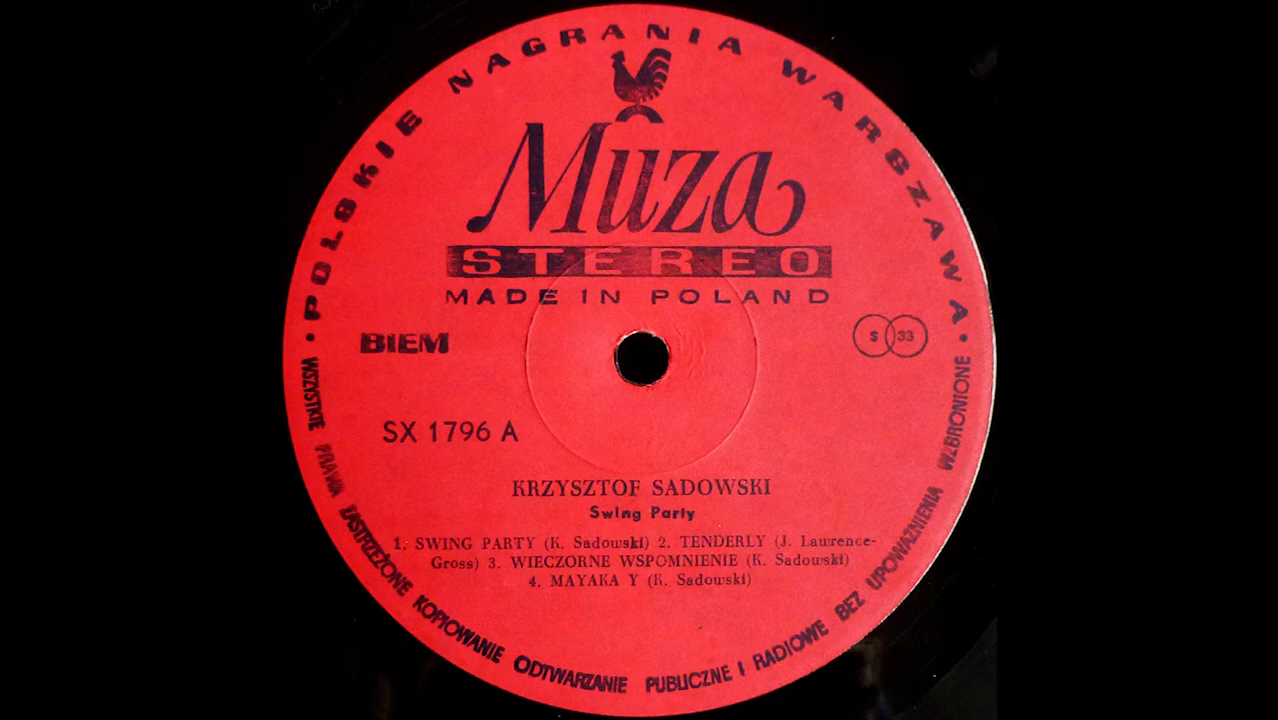 • POLSKIE NAGRANIA WARSZAWA •
Muza
STEREO
MADE IN POLAND
BIEM
S 33
SX 1796 A
KRZYSZTOF SADOWSKI
Swing Party
1. SWING PARTY (K. Sadowski) 2. TENDERLY (J. Lawrence-
Gross) 3. WIECZORNE WSPOMNIENIE (K. Sadowski)
4. MAYAKA Y (K. Sadowski)
WSZYSTKIE PRAWA ZASTRZEŻONE KOPIOWANIE ODTWARZANIE PUBLICZNE I RADIOWE BEZ UPOWAŻNIENIA WZBRONIONE